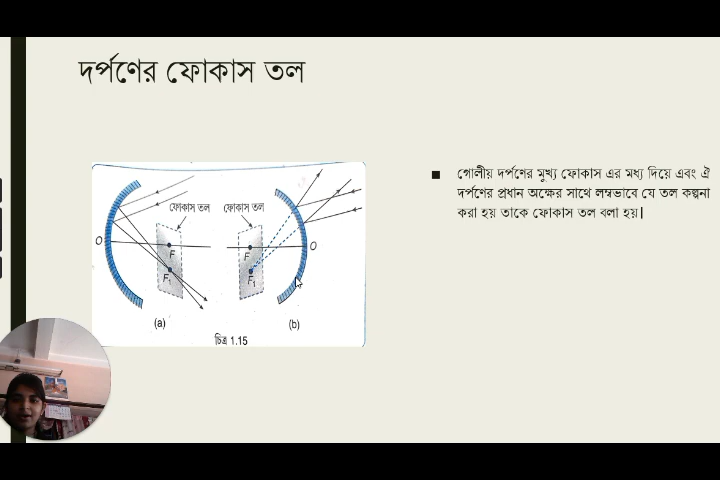 দর্পণের ফোকাস তল
গোলীয় দর্পণের মুখ্য ফোকাস এর মধ্য দিয়ে এবং ঐ
দর্পণের প্রধান অক্ষের সাথে লম্বভাবে যে তল কল্পনা
করা হয় তাকে ফোকাস তল বলা হয়।
ফোকাস তল ফোকাস তল
O F F O
F₁ F₁
(a) (b)
চিত্র 1.15